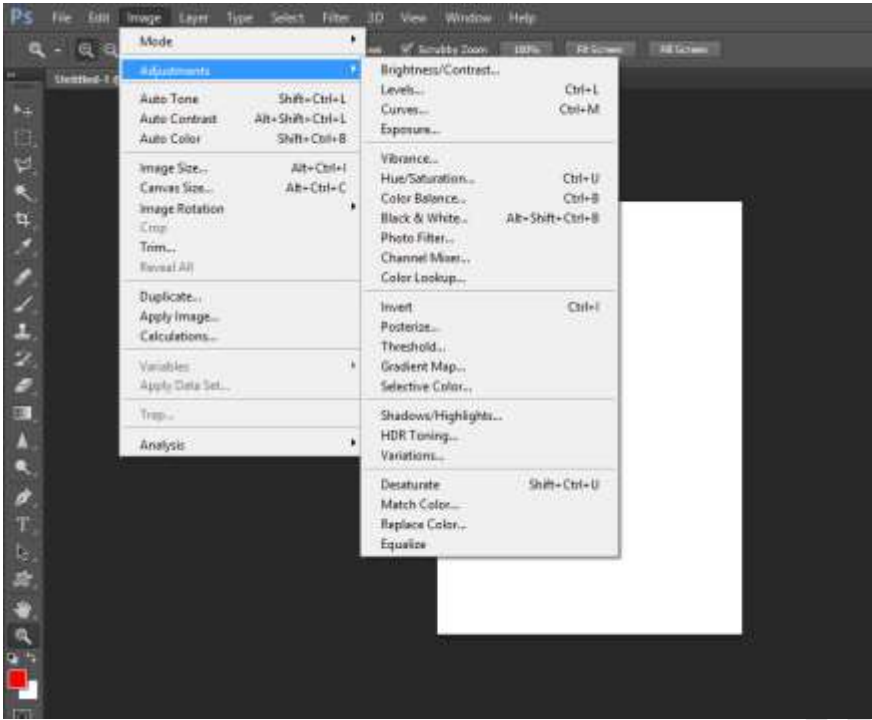 Ps File Edit Image Layer Type Select Filter 3D View Window Help
Scrubby Zoom 100% Fit Screen Fill Screen
Untitled-1
Mode
Adjustments
Auto Tone Shift+Ctrl+L
Auto Contrast Alt+Shift+Ctrl+L
Auto Color Shift+Ctrl+B
Image Size... Alt+Ctrl+I
Canvas Size... Alt+Ctrl+C
Image Rotation
Crop
Trim...
Reveal All
Duplicate...
Apply Image...
Calculations...
Variables
Apply Data Set...
Trap...
Analysis
Brightness/Contrast...
Levels... Ctrl+L
Curves... Ctrl+M
Exposure...
Vibrance...
Hue/Saturation... Ctrl+U
Color Balance... Ctrl+B
Black & White... Alt+Shift+Ctrl+B
Photo Filter...
Channel Mixer...
Color Lookup...
Invert Ctrl+I
Posterize...
Threshold...
Gradient Map...
Selective Color...
Shadows/Highlights...
HDR Toning...
Variations...
Desaturate Shift+Ctrl+U
Match Color...
Replace Color...
Equalize